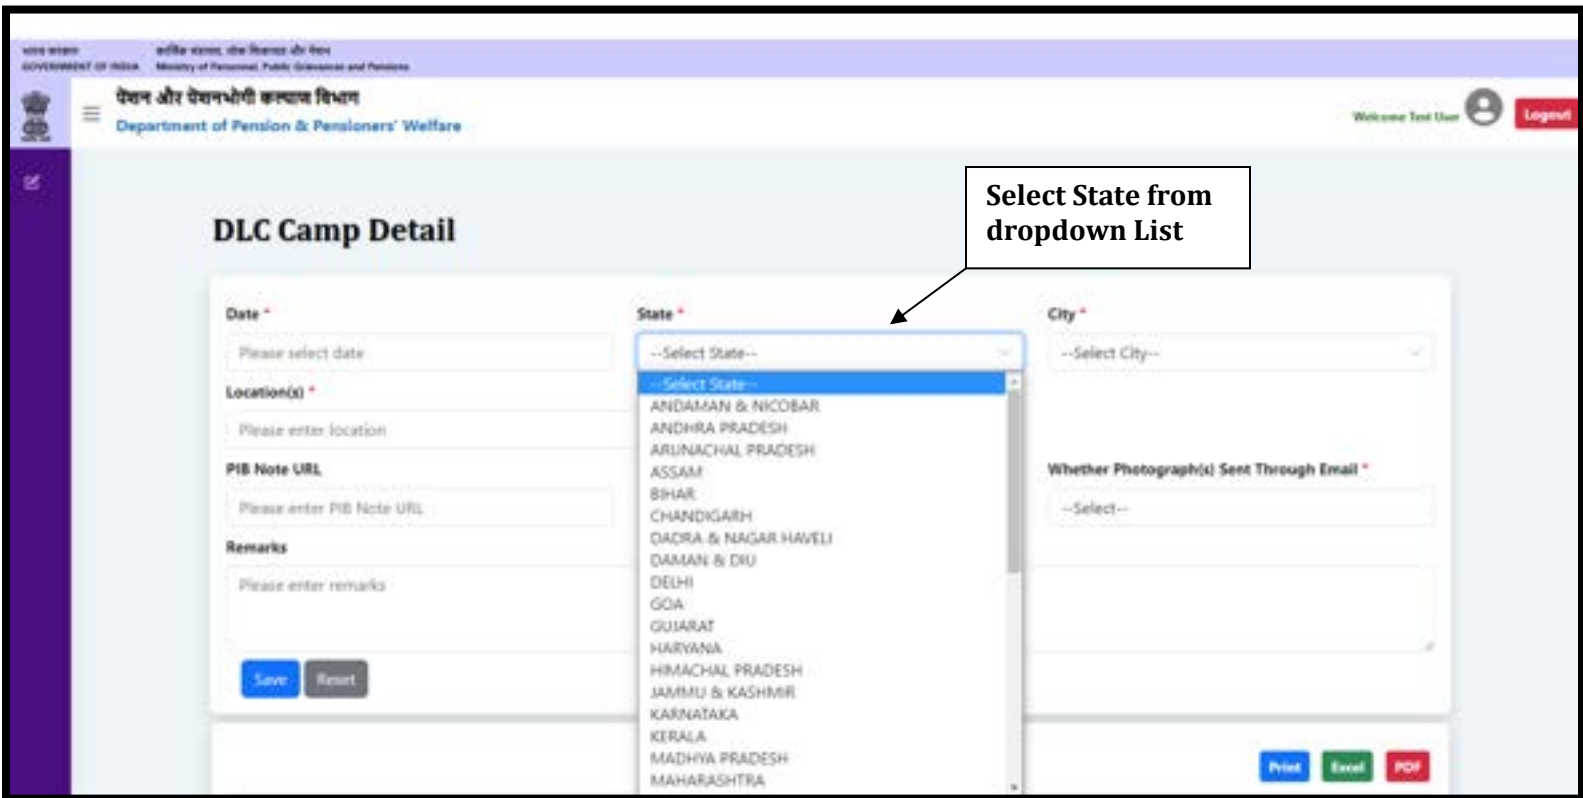 भारत सरकार
कार्मिक मंत्रालय, लोक शिकायत और पेंशन
GOVERNMENT OF INDIA
Ministry of Personnel, Public Grievances and Pensions
पेंशन और पेंशनभोगी कल्याण विभाग
Department of Pension & Pensioners' Welfare
Welcome Test User
Logout
Select State from
dropdown List
DLC Camp Detail
Date *
State *
City *
Please select date
--Select State--
--Select City--
Location(s) *
Please enter location
PIB Note URL
Whether Photograph(s) Sent Through Email *
Please enter PIB Note URL
--Select--
Remarks
Please enter remarks
--Select State--
ANDAMAN & NICOBAR
ANDHRA PRADESH
ARUNACHAL PRADESH
ASSAM
BIHAR
CHANDIGARH
DADRA & NAGAR HAVELI
DAMAN & DIU
DELHI
GOA
GUJARAT
HARYANA
HIMACHAL PRADESH
JAMMU & KASHMIR
KARNATAKA
KERALA
MADHYA PRADESH
MAHARASHTRA
Save
Reset
Print
Excel
PDF